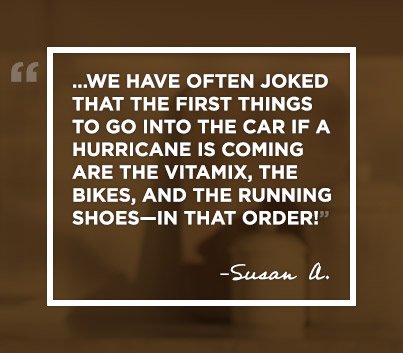 “
...WE HAVE OFTEN JOKED
THAT THE FIRST THINGS
TO GO INTO THE CAR IF A
HURRICANE IS COMING
ARE THE VITAMIX, THE
BIKES, AND THE RUNNING
SHOES—IN THAT ORDER!”
–Susan A.